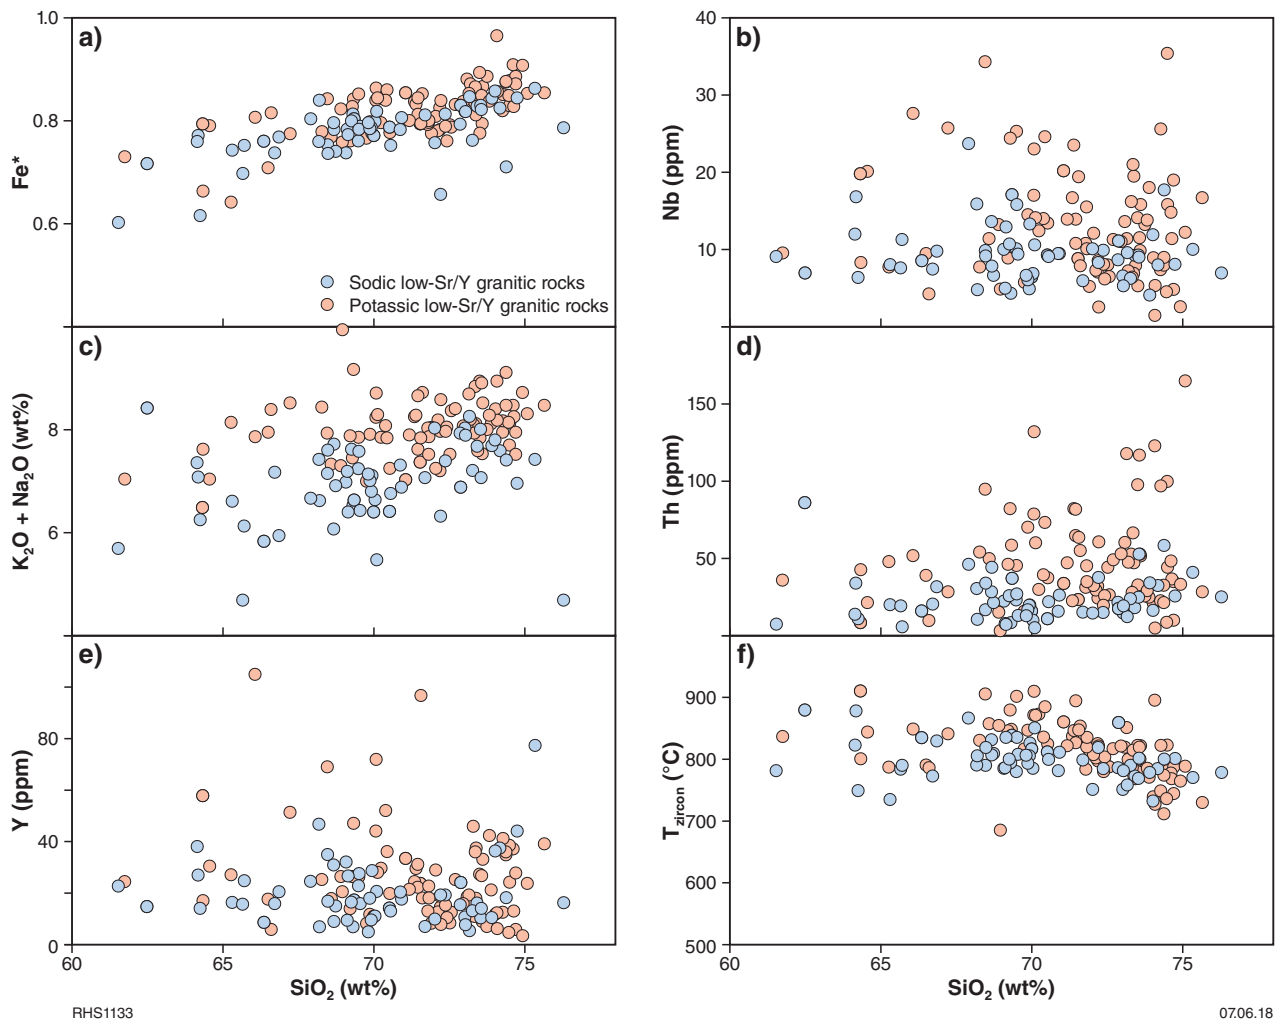 a)
1.0
0.8
0.6
Fe*
Sodic low-Sr/Y granitic rocks
Potassic low-Sr/Y granitic rocks
b)
40
30
20
10
Nb (ppm)
c)
8
6
K₂O + Na₂O (wt%)
d)
150
100
50
Th (ppm)
e)
80
40
0
Y (ppm)
60 65 70 75
SiO₂ (wt%)
f)
900
800
700
600
500
T zircon (°C)
60 65 70 75
SiO₂ (wt%)
RHS1133
07.06.18